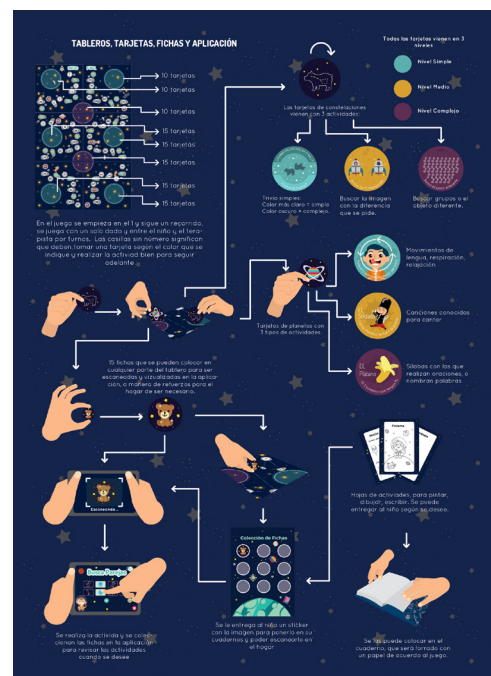 TABLEROS, TARJETAS, FICHAS Y APLICACIÓN
Todas las tarjetas vienen en 3
niveles
Nivel Simple
Nivel Medio
Nivel Complejo
10 tarjetas
10 tarjetas
10 tarjetas
15 tarjetas
15 tarjetas
15 tarjetas
15 tarjetas
15 tarjetas
Las tarjetas de constelaciones
vienen con 3 actividades:
Trivia simples:
Color más claro = simple
Color oscuro = complejo.
Buscar la imagen
con la diferencia
que se pide.
Buscar grupos o el
objeto diferente.
En el juego se empieza en el 1 y sigue un recorrido,
se juega con un solo dado y entre el niño y el tera-
pista por turnos. Las casillas sin número significan
que deben tomar una tarjeta según el color que se
indique y realizar la actividad bien para seguir
adelante
Tarjetas de planetas con
3 tipos de actividades
Movimientos de
lengua, respiración,
relajación
Canciones conocidas
para cantar
Silabas con las que
realizan oraciones, o
nombran palabras
EL
15 fichas que se pueden colocar en
cualquier parte del tablero para ser
escaneadas y vizualizadas en la aplica-
ción, a manera de refuerzos para el
hogar de ser necesario.
Escaneando...
Busca Parejas
Colección de Fichas
Hojas de actividades, para pintar,
dibujar, escribir. Se puede
entregar al niño según se desee.
Se realiza la activida y se colec-
cionan las fichas en la aplicación
para revisar las actividades
cuando se desee
Se le entrega al niño un sticker
con la imagen para ponerlo en su
cuadernos y poder escanearlo en
el hogar
Se las puede colocar en el
cuaderno, que será forrado con
un papel de acuerdo al juego.